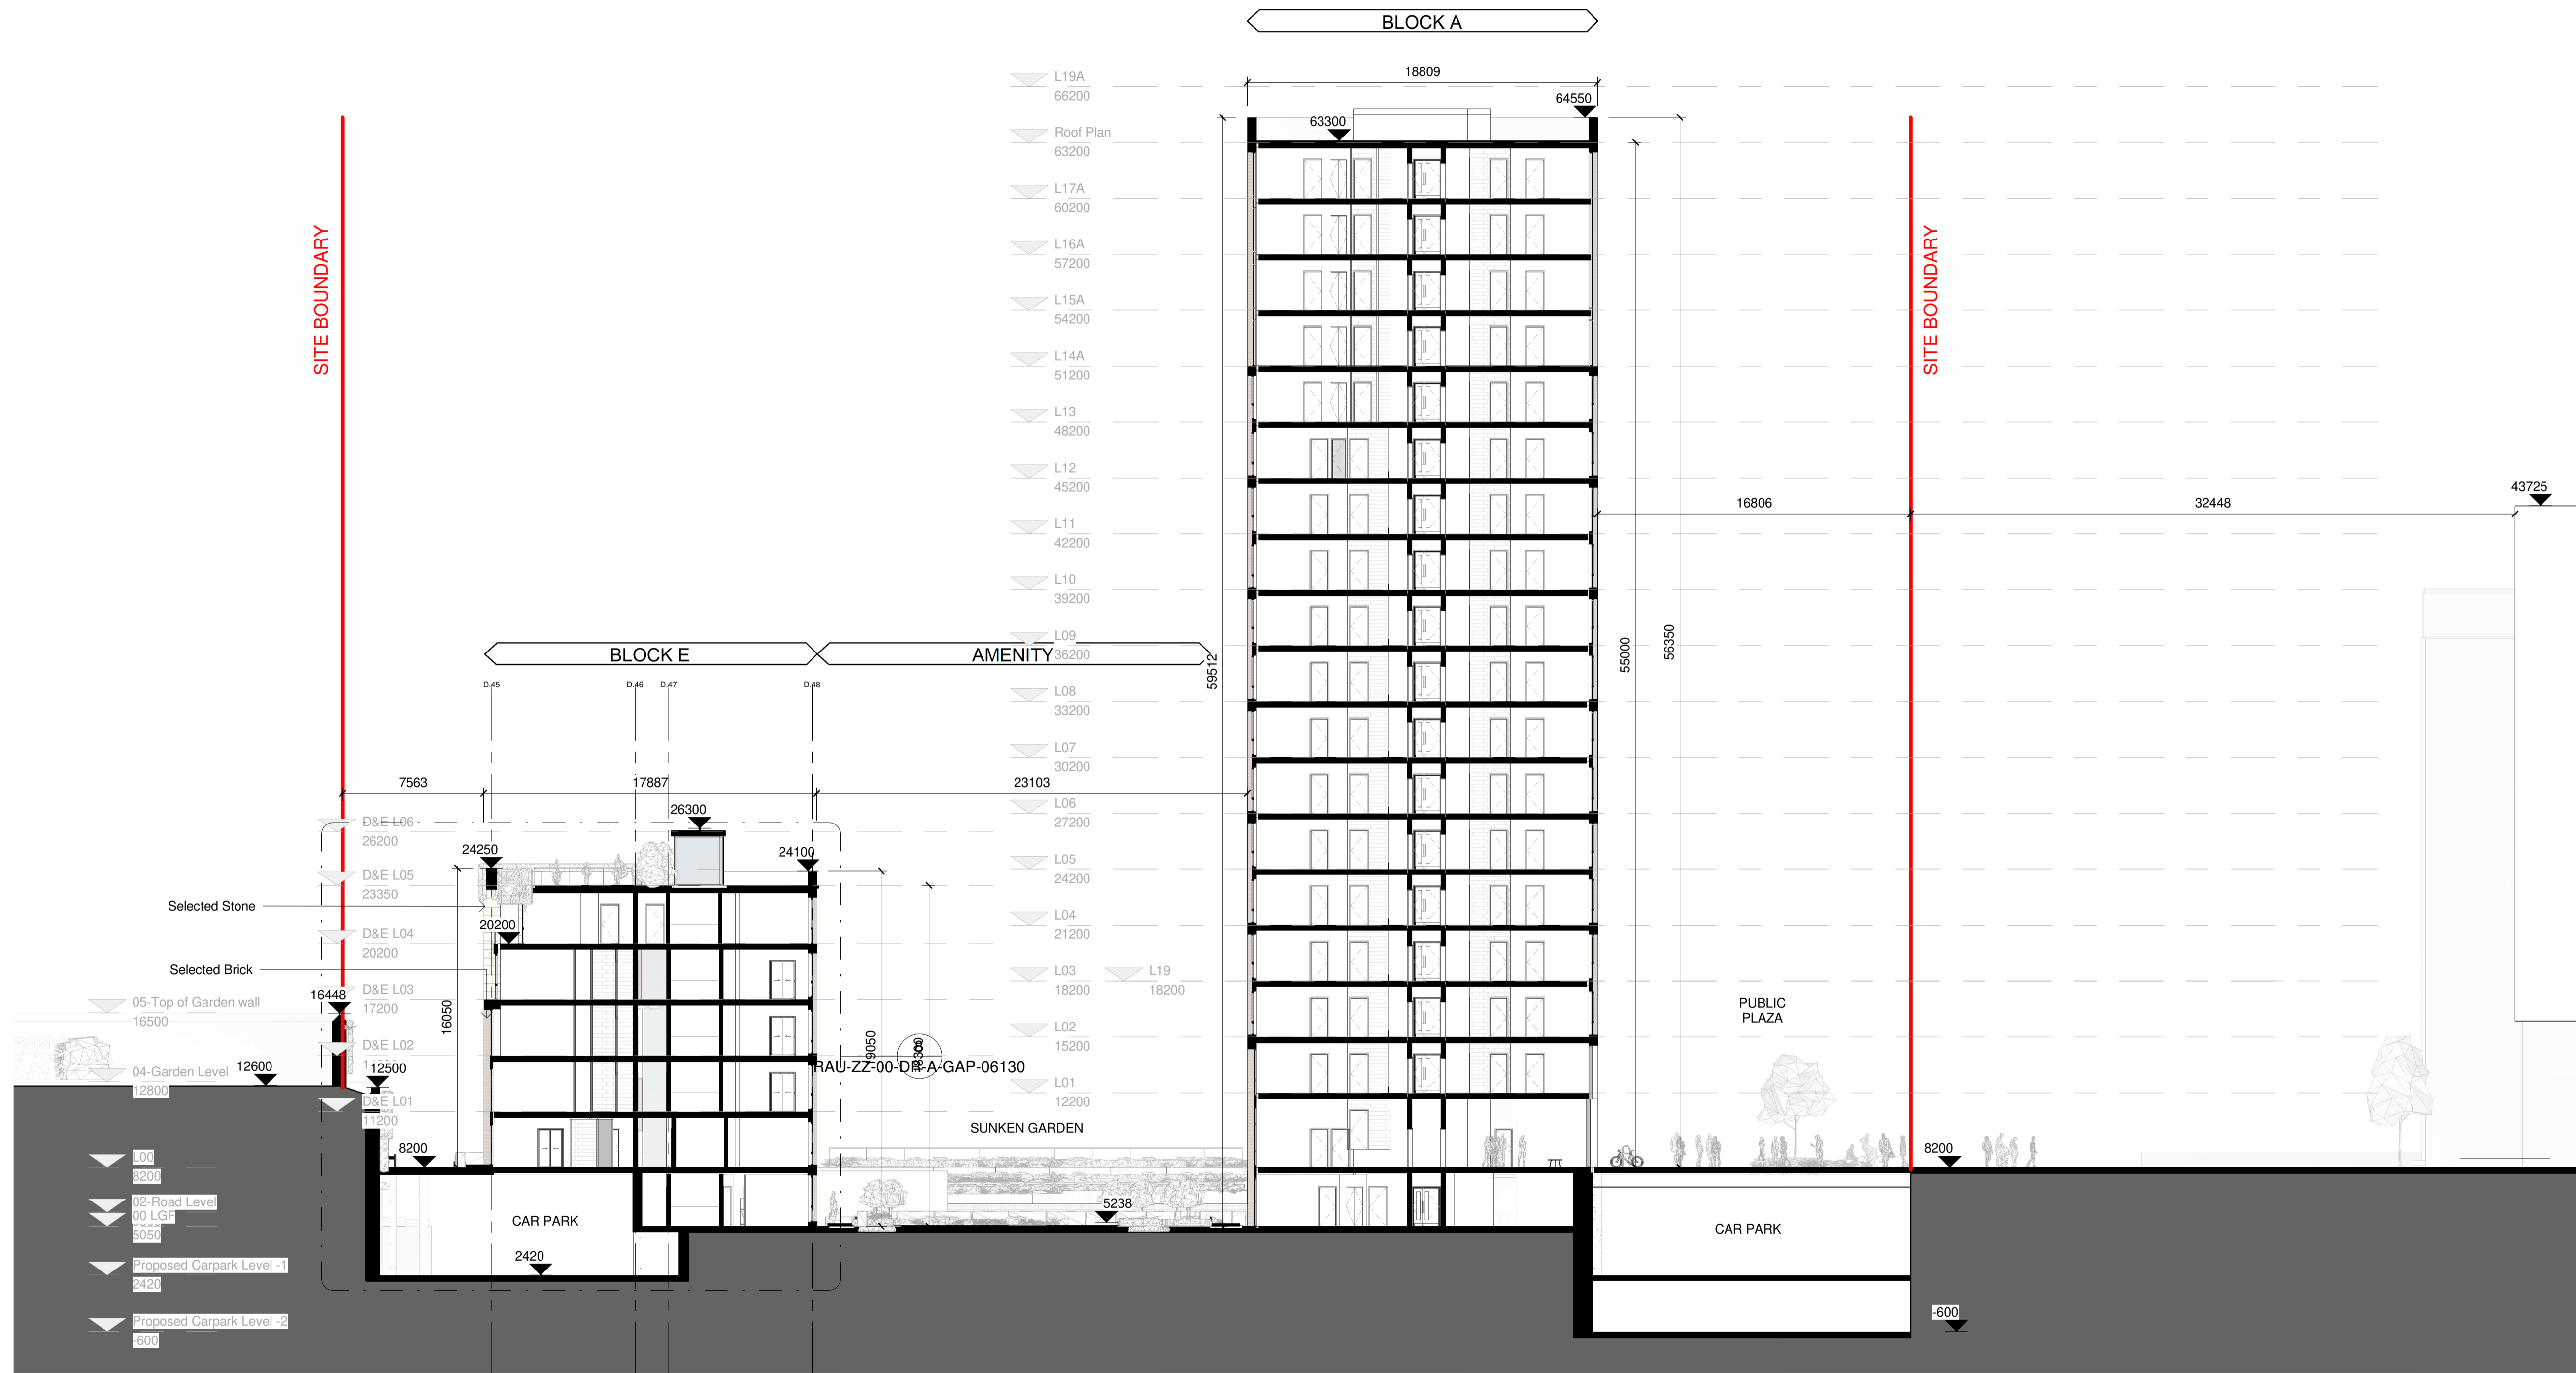 BLOCK A
18809
L19A
66200
64550
63300
Roof Plan
63200
L17A
60200
SITE BOUNDARY
SITE BOUNDARY
L16A
57200
L15A
54200
L14A
51200
L13
48200
L12
45200
43725
16806
32448
L11
42200
L10
39200
L09
36200
BLOCK E
AMENITY
59512
55000
56350
D.45
D.46
D.47
D.48
L08
33200
L07
30200
7563
17887
23103
L06
27200
26300
D&E L06
26200
24250
24100
L05
24200
D&E L05
23350
Selected Stone
20200
L04
21200
D&E L04
20200
Selected Brick
L03
18200
L19
18200
D&E L03
17200
16448
05-Top of Garden wall
16500
16050
PUBLIC
PLAZA
L02
15200
D&E L02
19050
RAU-ZZ-00-DR-A-GAP-06130
12600
12500
04-Garden Level
12800
L01
12200
D&E L01
11200
SUNKEN GARDEN
8200
8200
L00
8200
02-Road Level
00 LGF
5050
5238
CAR PARK
CAR PARK
2420
Proposed Carpark Level -1
2420
Proposed Carpark Level -2
-600
-600